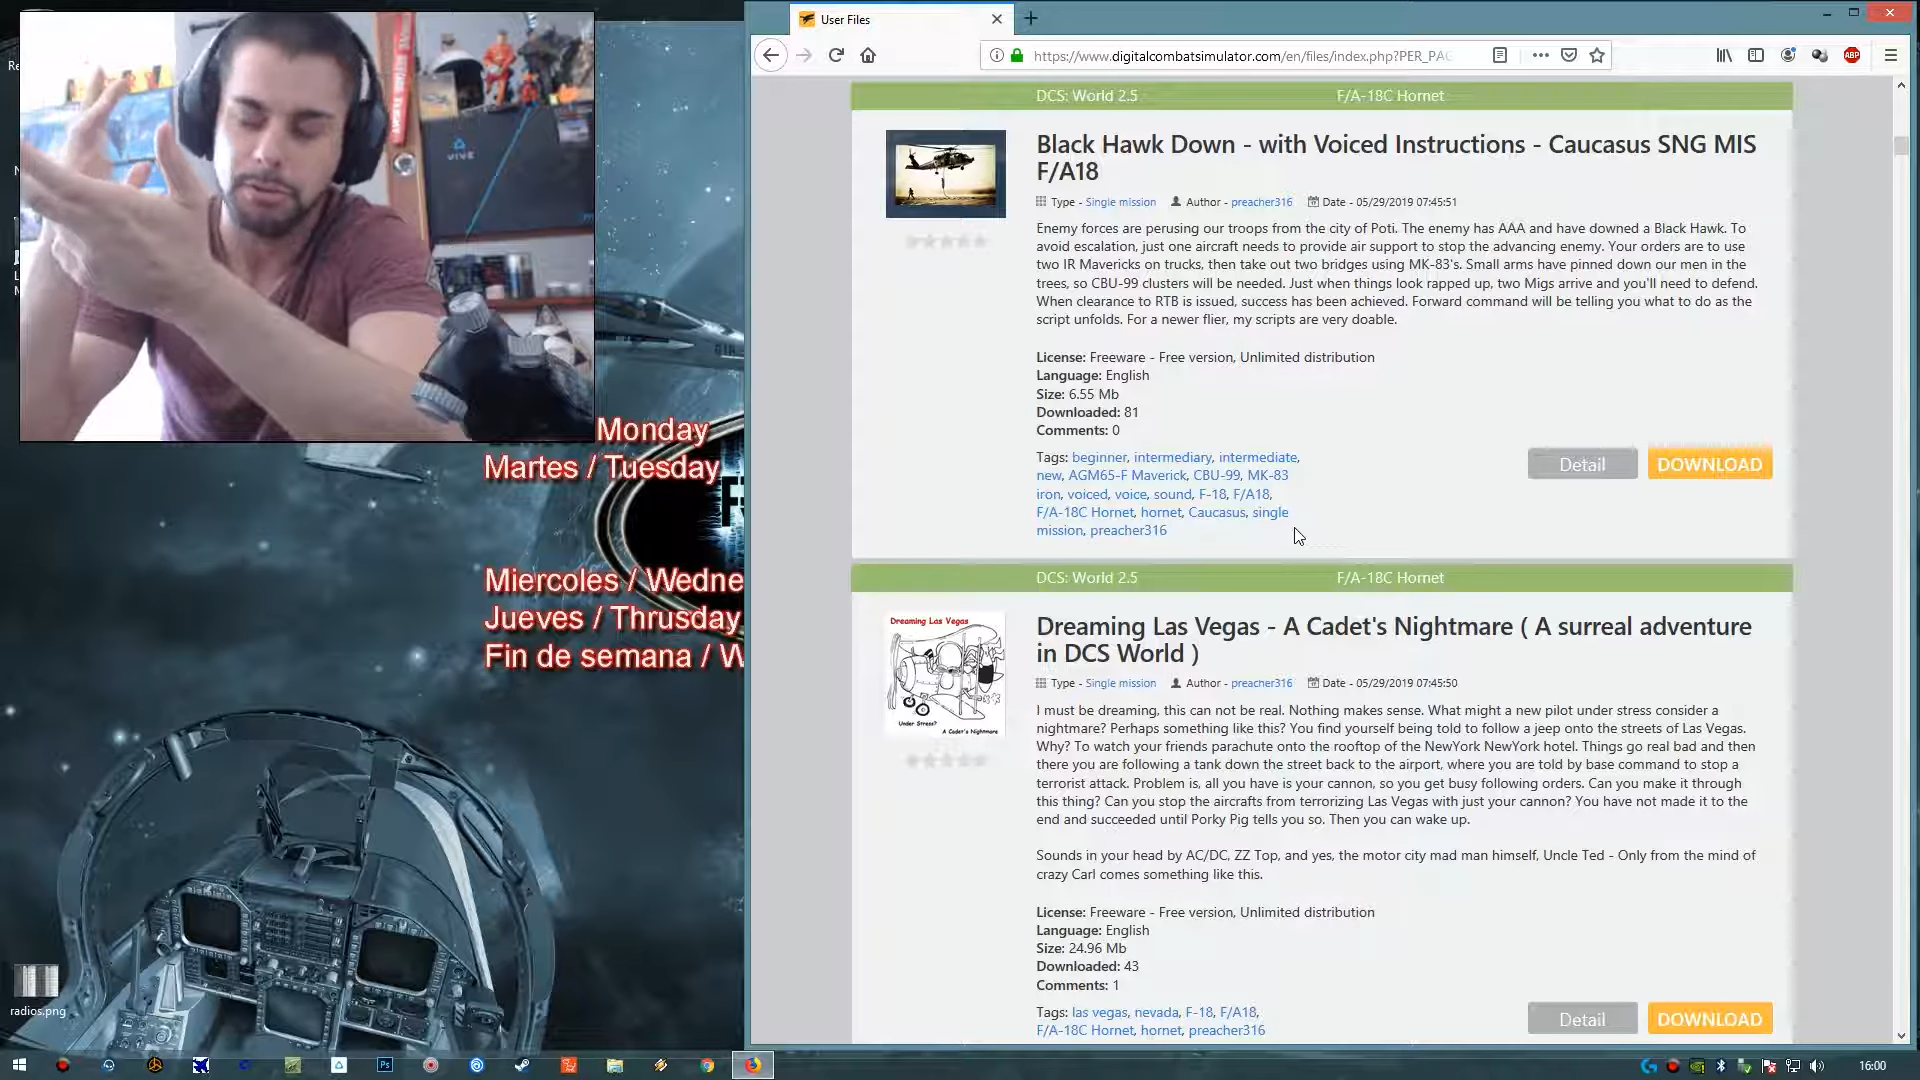 User Files
https://www.digitalcombatsimulator.com/en/files/index.php?PER_PAG
ABP
VIVE
Monday
Martes / Tuesday
Miercoles / Wedne
Jueves / Thrusday
Fin de semana / W
radios.png
DCS: World 2.5 F/A-18C Hornet
Black Hawk Down - with Voiced Instructions - Caucasus SNG MIS
F/A18
Type - Single mission Author - preacher316 Date - 05/29/2019 07:45:51
Enemy forces are perusing our troops from the city of Poti. The enemy has AAA and have downed a Black Hawk. To
avoid escalation, just one aircraft needs to provide air support to stop the advancing enemy. Your orders are to use
two IR Mavericks on trucks, then take out two bridges using MK-83's. Small arms have pinned down our men in the
trees, so CBU-99 clusters will be needed. Just when things look rapped up, two Migs arrive and you'll need to defend.
When clearance to RTB is issued, success has been achieved. Forward command will be telling you what to do as the
script unfolds. For a newer flier, my scripts are very doable.
License: Freeware - Free version, Unlimited distribution
Language: English
Size: 6.55 Mb
Downloaded: 81
Comments: 0
Tags: beginner, intermediary, intermediate,
new, AGM65-F Maverick, CBU-99, MK-83
iron, voiced, voice, sound, F-18, F/A18,
F/A-18C Hornet, hornet, Caucasus, single
mission, preacher316
Detail DOWNLOAD
DCS: World 2.5 F/A-18C Hornet
Dreaming Las Vegas
Under Stress?
A Cadet's Nightmare
Dreaming Las Vegas - A Cadet's Nightmare ( A surreal adventure
in DCS World )
Type - Single mission Author - preacher316 Date - 05/29/2019 07:45:50
I must be dreaming, this can not be real. Nothing makes sense. What might a new pilot under stress consider a
nightmare? Perhaps something like this? You find yourself being told to follow a jeep onto the streets of Las Vegas.
Why? To watch your friends parachute onto the rooftop of the NewYork NewYork hotel. Things go real bad and then
there you are following a tank down the street back to the airport, where you are told by base command to stop a
terrorist attack. Problem is, all you have is your cannon, so you get busy following orders. Can you make it through
this thing? Can you stop the aircrafts from terrorizing Las Vegas with just your cannon? You have not made it to the
end and succeeded until Porky Pig tells you so. Then you can wake up.
Sounds in your head by AC/DC, ZZ Top, and yes, the motor city mad man himself, Uncle Ted - Only from the mind of
crazy Carl comes something like this.
License: Freeware - Free version, Unlimited distribution
Language: English
Size: 24.96 Mb
Downloaded: 43
Comments: 1
Tags: las vegas, nevada, F-18, F/A18,
F/A-18C Hornet, hornet, preacher316
Detail DOWNLOAD
Ps
16:00